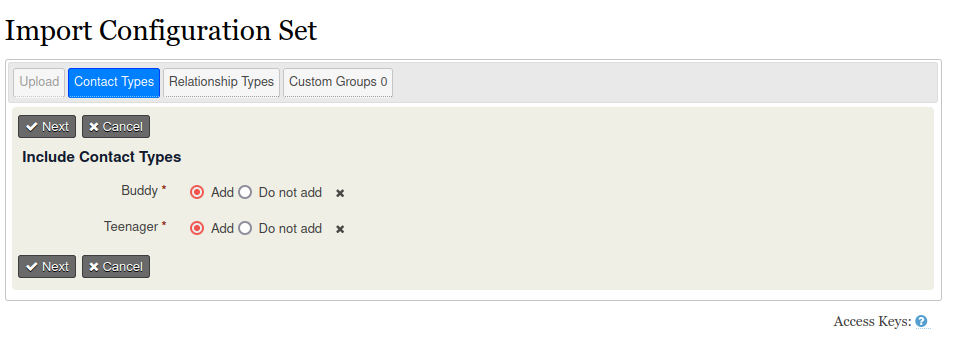 Import Configuration Set
Upload Contact Types Relationship Types Custom Groups 0
Next Cancel
Include Contact Types
Buddy * Add Do not add
Teenager * Add Do not add
Next Cancel
Access Keys: ?